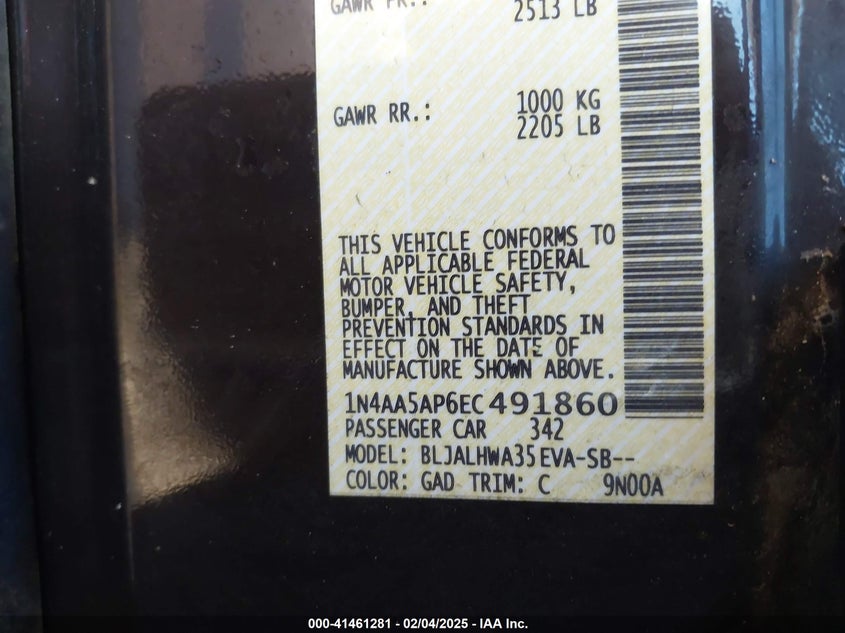 GAWR FR.:
2513 LB
GAWR RR.: 1000 KG
2205 LB
THIS VEHICLE CONFORMS TO
ALL APPLICABLE FEDERAL
MOTOR VEHICLE SAFETY,
BUMPER, AND THEFT
PREVENTION STANDARDS IN
EFFECT ON THE DATE OF
MANUFACTURE SHOWN ABOVE.
1N4AA5AP6EC491860
PASSENGER CAR 342
MODEL: BLJALHWA35EVA-SB--
COLOR: GAD TRIM: C 9N00A
000-41461281 - 02/04/2025 - IAA Inc.